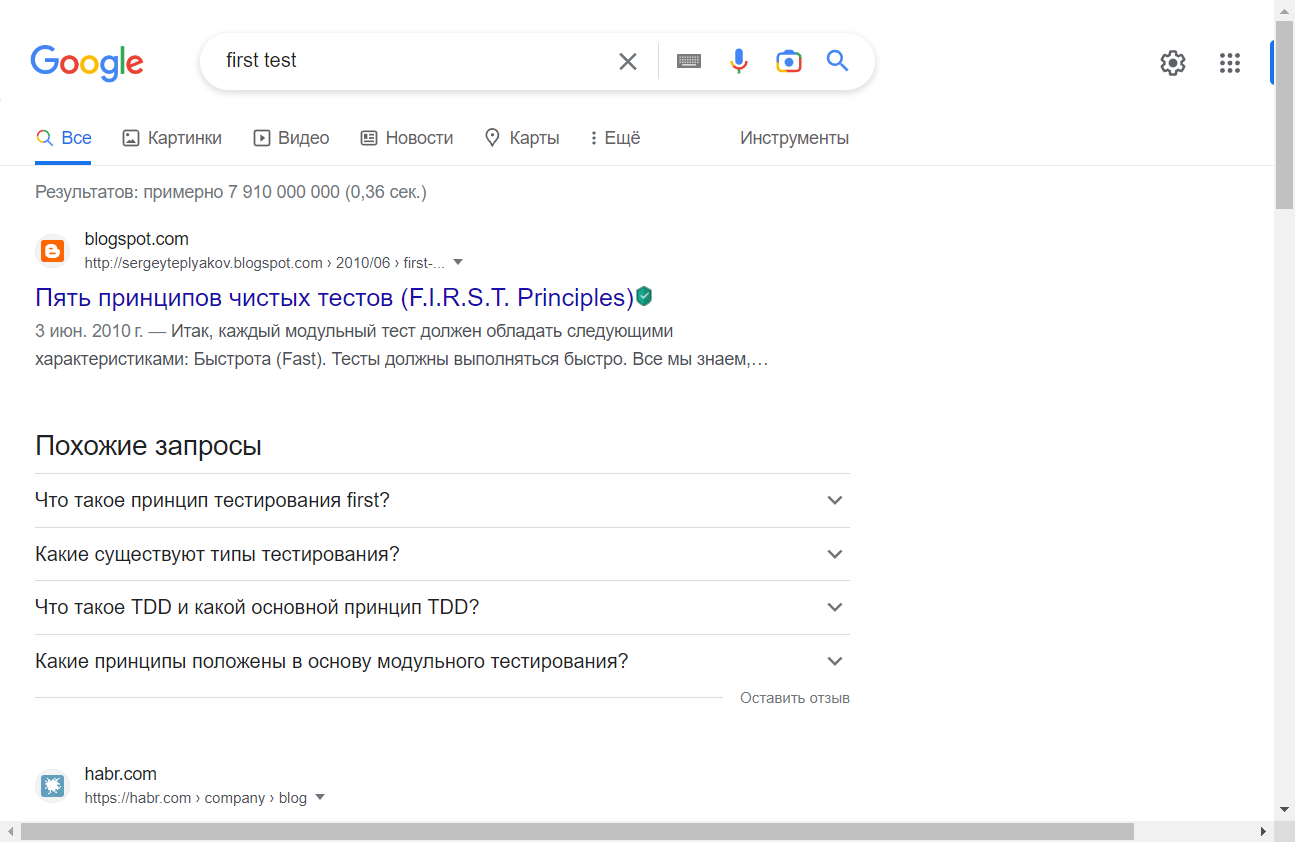 Google
first test
Все Картинки Видео Новости Карты Ещё Инструменты
Результатов: примерно 7 910 000 000 (0,36 сек.)
blogspot.com
http://sergeyteplyakov.blogspot.com › 2010/06 › first-...
Пять принципов чистых тестов (F.I.R.S.T. Principles)
3 июн. 2010 г. — Итак, каждый модульный тест должен обладать следующими
характеристиками: Быстрота (Fast). Тесты должны выполняться быстро. Все мы знаем,…
Похожие запросы
Что такое принцип тестирования first?
Какие существуют типы тестирования?
Что такое TDD и какой основной принцип TDD?
Какие принципы положены в основу модульного тестирования?
Оставить отзыв
habr.com
https://habr.com › company › blog